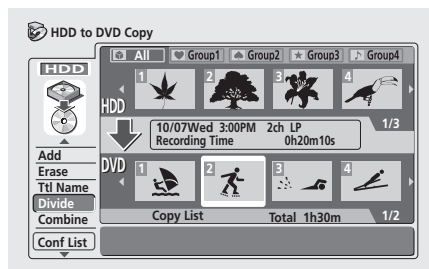 HDD to DVD Copy
All Group1 Group2 Group3 Group4
HDD
1 2 3 4
HDD
10/07Wed 3:00PM 2ch LP 1/3
Recording Time 0h20m10s
Add
Erase
Ttl Name
Divide
Combine
Conf List
DVD
1 2 3 4
Copy List Total 1h30m 1/2